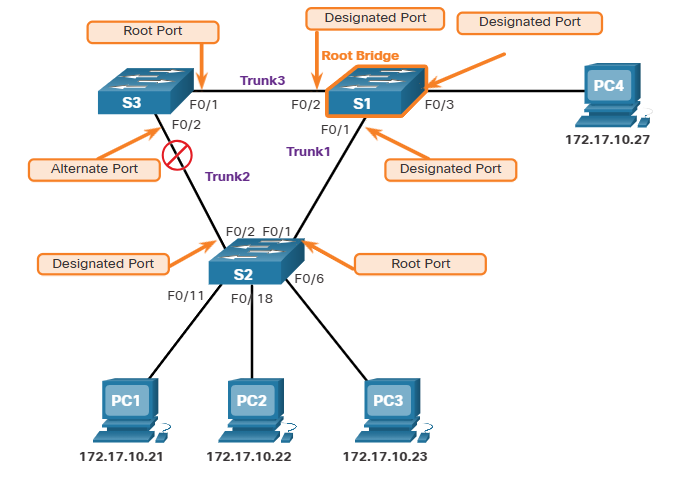 Designated Port
Designated Port
Root Port
Root Bridge
Trunk3
PC4
S3
F0/1
F0/2
S1
F0/3
F0/2
F0/1
172.17.10.27
Trunk1
Alternate Port
Trunk2
Designated Port
F0/2
F0/1
Designated Port
Root Port
S2
F0/6
F0/11
F0/ 18
PC1
PC2
PC3
172.17.10.21
172.17.10.22
172.17.10.23